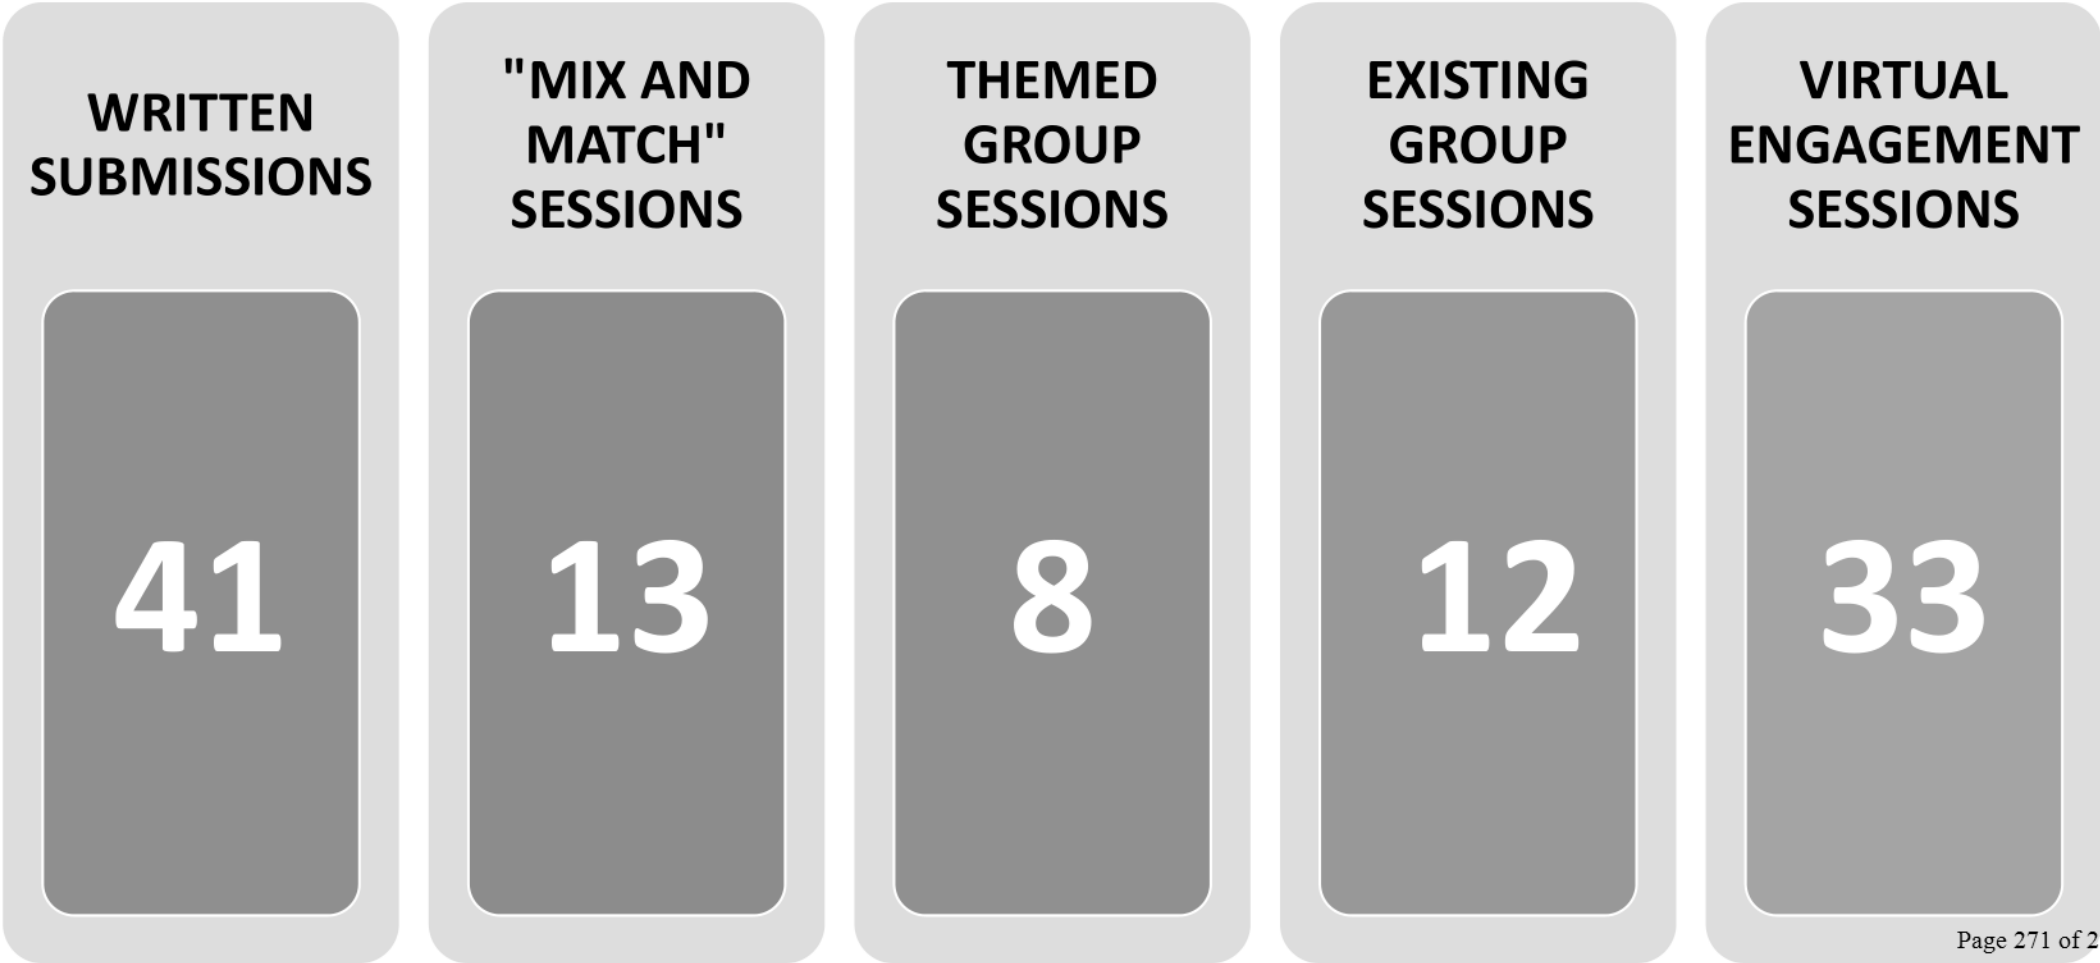 WRITTEN
SUBMISSIONS
41
"MIX AND
MATCH"
SESSIONS
13
THEMED
GROUP
SESSIONS
8
EXISTING
GROUP
SESSIONS
12
VIRTUAL
ENGAGEMENT
SESSIONS
33
Page 271 of 2